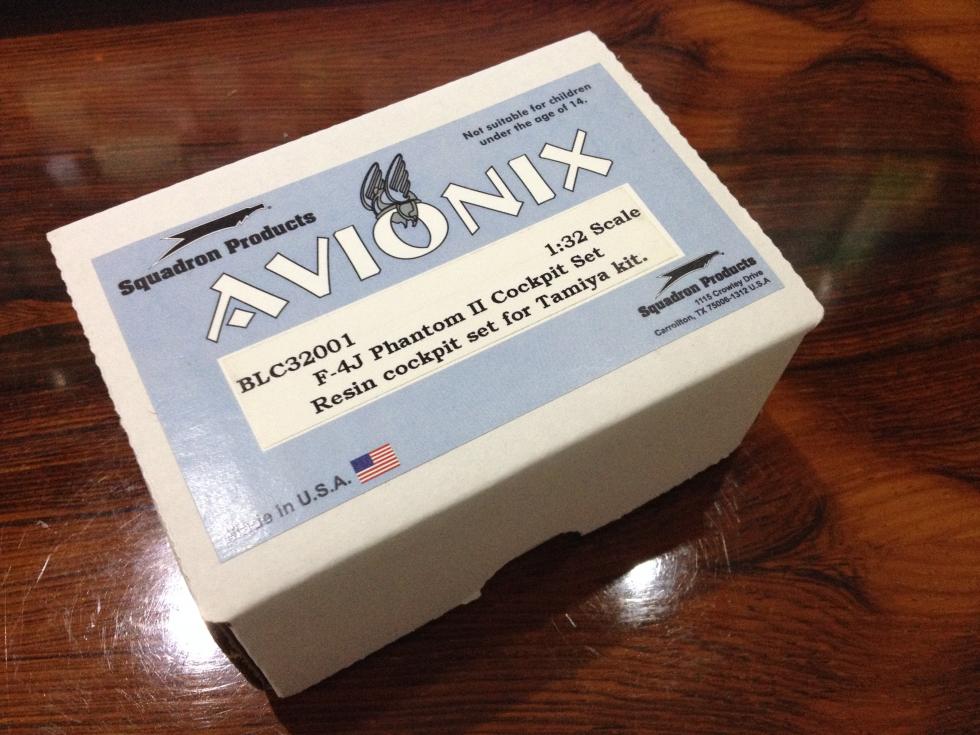 Not suitable for children
under the age of 14.
Squadron Products
AVIONIX
BLC32001
1:32 Scale
F-4J Phantom II Cockpit Set
Resin cockpit set for Tamiya kit.
Squadron Products
1115 Crowley Drive
Carrollton, TX 75006-1312 U.S.A
Made in U.S.A.